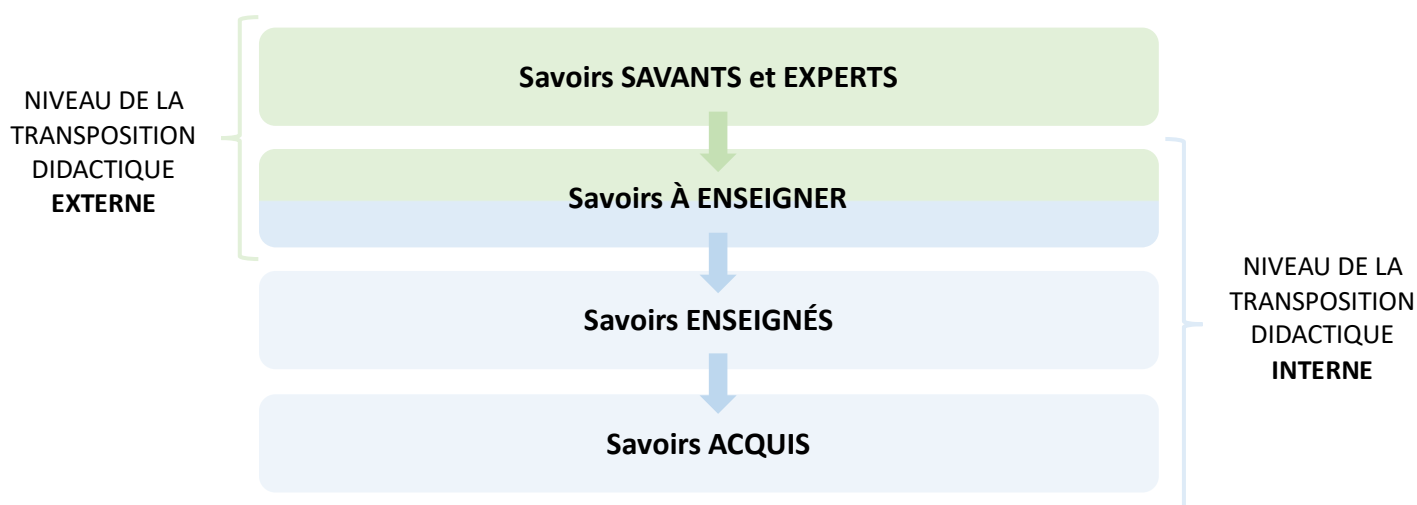 Savoirs SAVANTS et EXPERTS
NIVEAU DE LA
TRANSPOSITION
DIDACTIQUE
EXTERNE
Savoirs À ENSEIGNER
Savoirs ENSEIGNÉS
NIVEAU DE LA
TRANSPOSITION
DIDACTIQUE
INTERNE
Savoirs ACQUIS